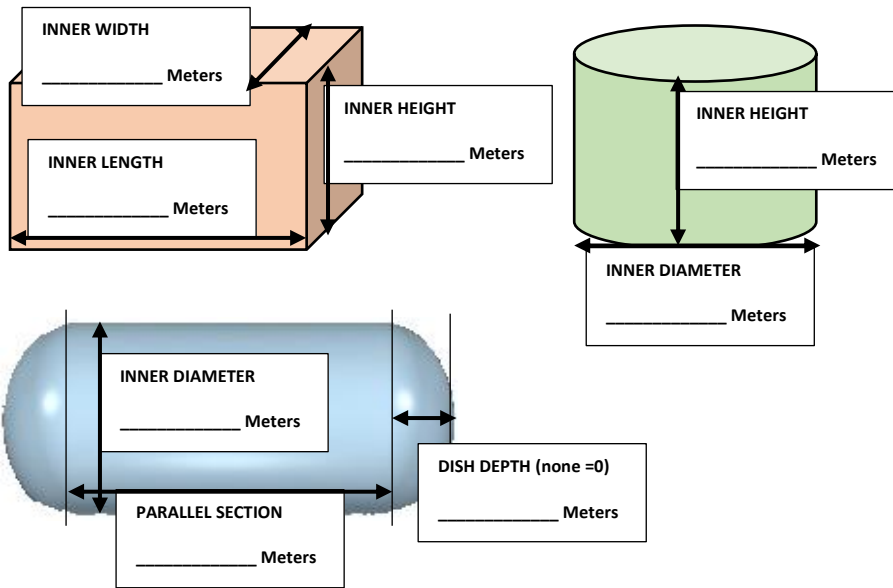 INNER WIDTH
_____________ Meters
INNER HEIGHT
_____________ Meters
INNER LENGTH
_____________ Meters
INNER HEIGHT
_____________ Meters
INNER DIAMETER
_____________ Meters
INNER DIAMETER
_____________ Meters
DISH DEPTH (none =0)
_____________ Meters
PARALLEL SECTION
_____________ Meters